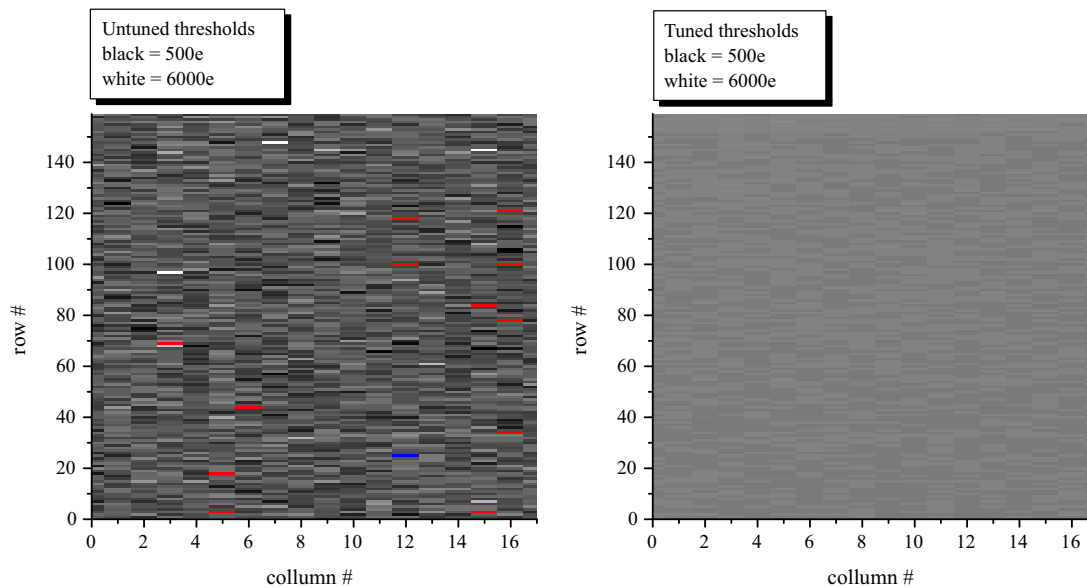 Untuned thresholds
black = 500e
white = 6000e
140
120
100
80
60
40
20
0
row #
0 2 4 6 8 10 12 14 16
collumn #
Tuned thresholds
black = 500e
white = 6000e
140
120
100
80
60
40
20
0
row #
0 2 4 6 8 10 12 14 16
collumn #